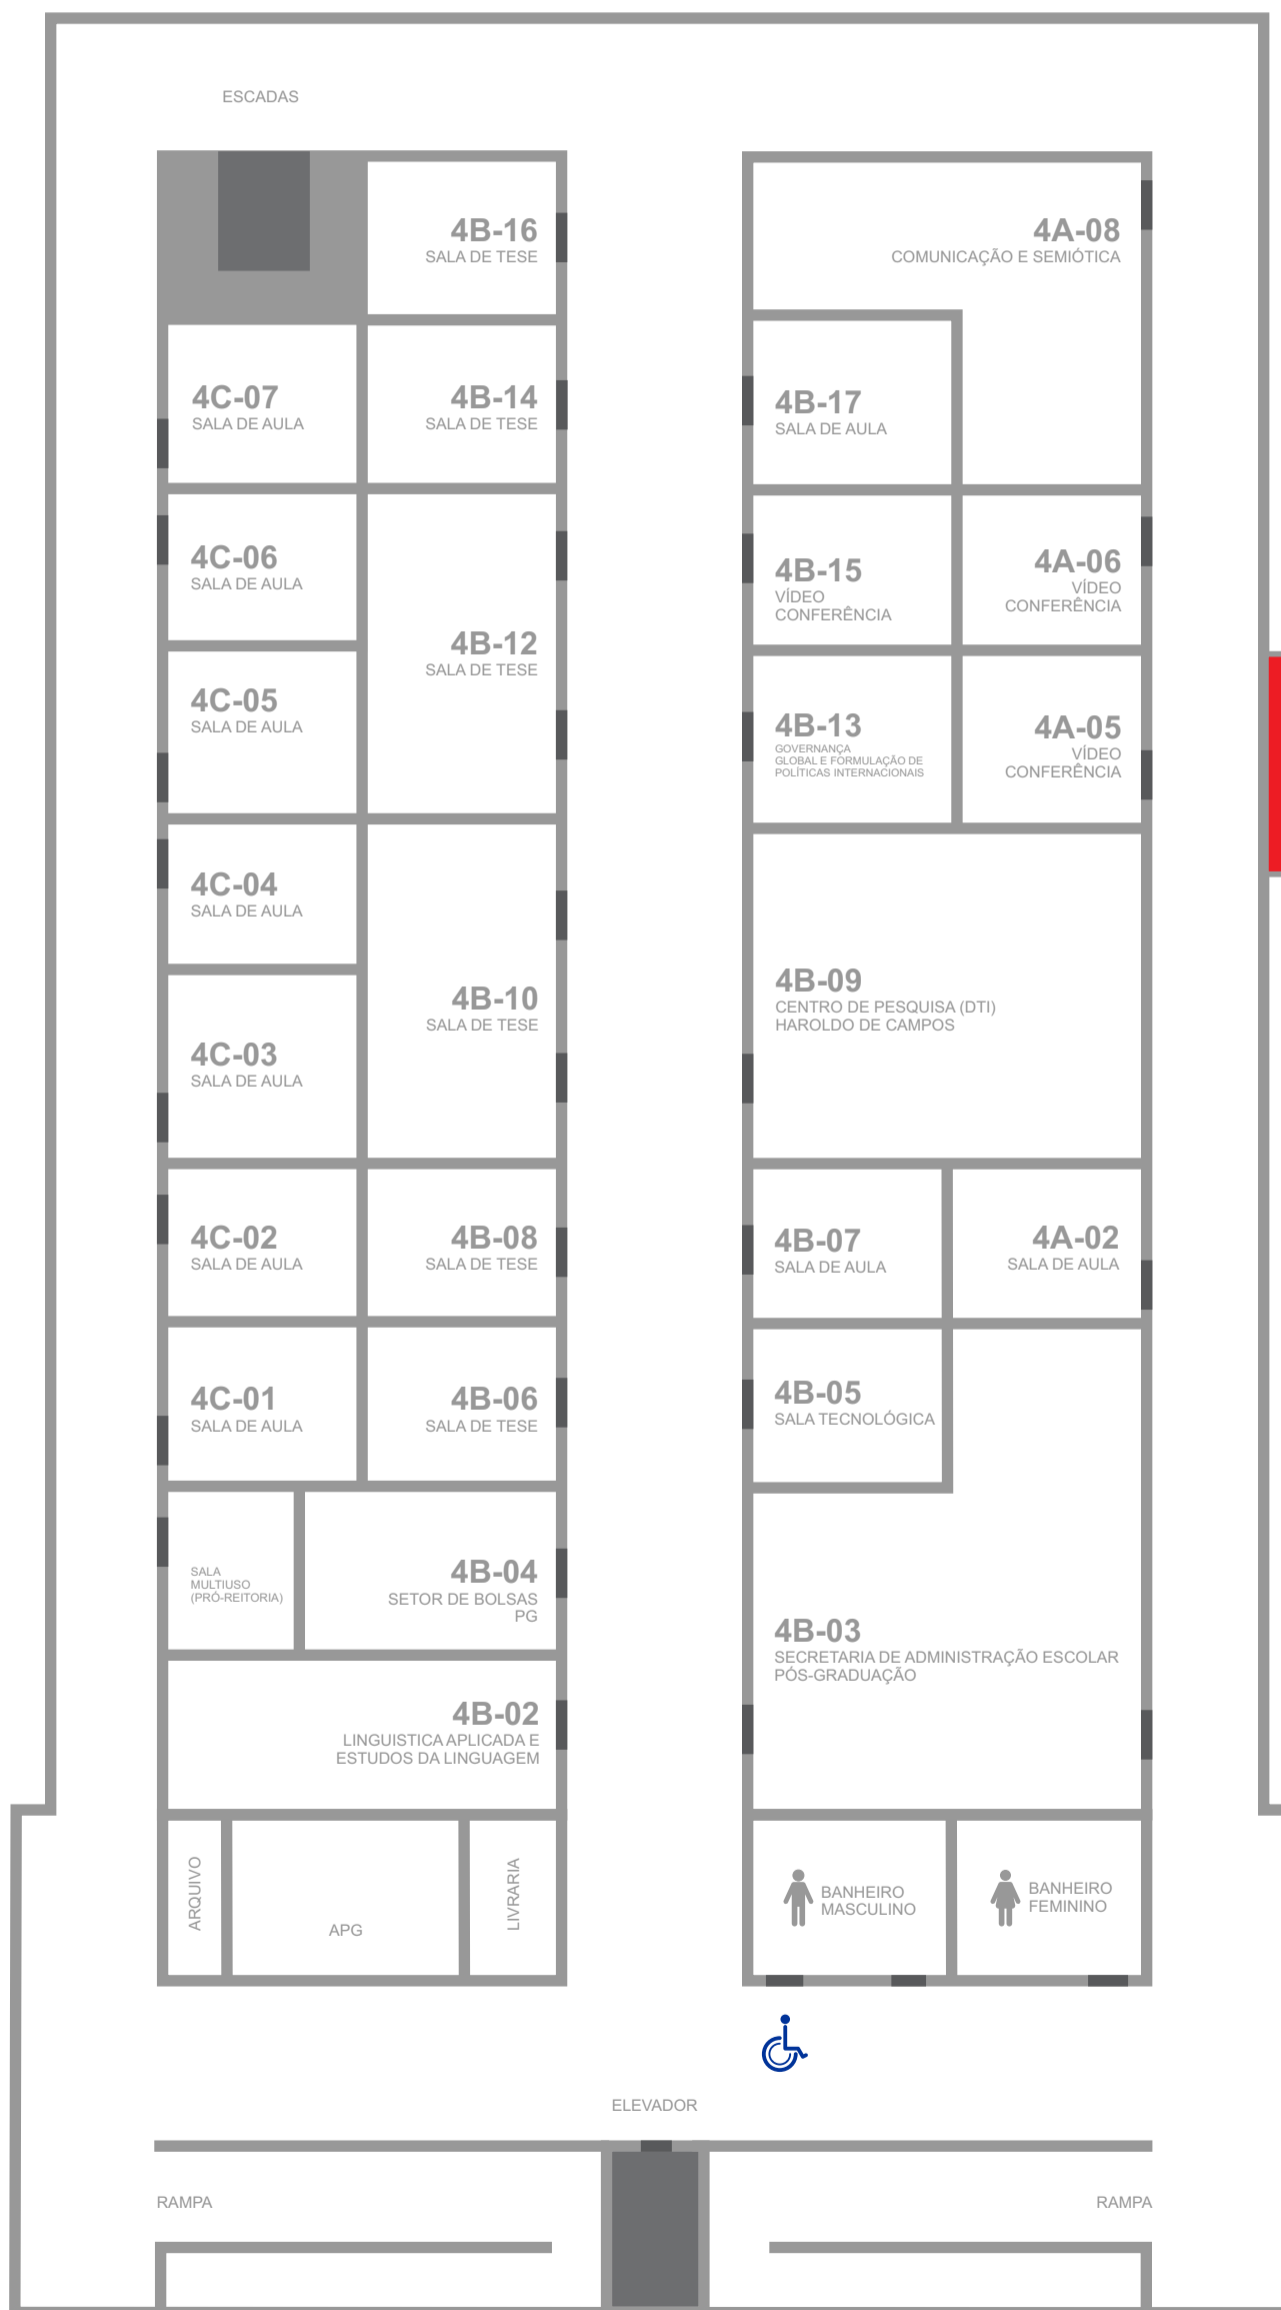 ESCADAS
4B-16
SALA DE TESE
4C-07
SALA DE AULA
4B-14
SALA DE TESE
4C-06
SALA DE AULA
4B-12
SALA DE TESE
4C-05
SALA DE AULA
4C-04
SALA DE AULA
4B-10
SALA DE TESE
4C-03
SALA DE AULA
4C-02
SALA DE AULA
4B-08
SALA DE TESE
4C-01
SALA DE AULA
4B-06
SALA DE TESE
SALA
MULTIUSO
(PRÓ-REITORIA)
4B-04
SETOR DE BOLSAS
PG
4B-02
LINGUISTICA APLICADA E
ESTUDOS DA LINGUAGEM
ARQUIVO
APG
LIVRARIA
4A-08
COMUNICAÇÃO E SEMIÓTICA
4B-17
SALA DE AULA
4B-15
VÍDEO
CONFERÊNCIA
4A-06
VÍDEO
CONFERÊNCIA
4B-13
GOVERNANÇA
GLOBAL E FORMULAÇÃO DE
POLÍTICAS INTERNACIONAIS
4A-05
VÍDEO
CONFERÊNCIA
4B-09
CENTRO DE PESQUISA (DTI)
HAROLDO DE CAMPOS
4B-07
SALA DE AULA
4A-02
SALA DE AULA
4B-05
SALA TECNOLÓGICA
4B-03
SECRETARIA DE ADMINISTRAÇÃO ESCOLAR
PÓS-GRADUAÇÃO
BANHEIRO
MASCULINO
BANHEIRO
FEMININO
ELEVADOR
RAMPA
RAMPA